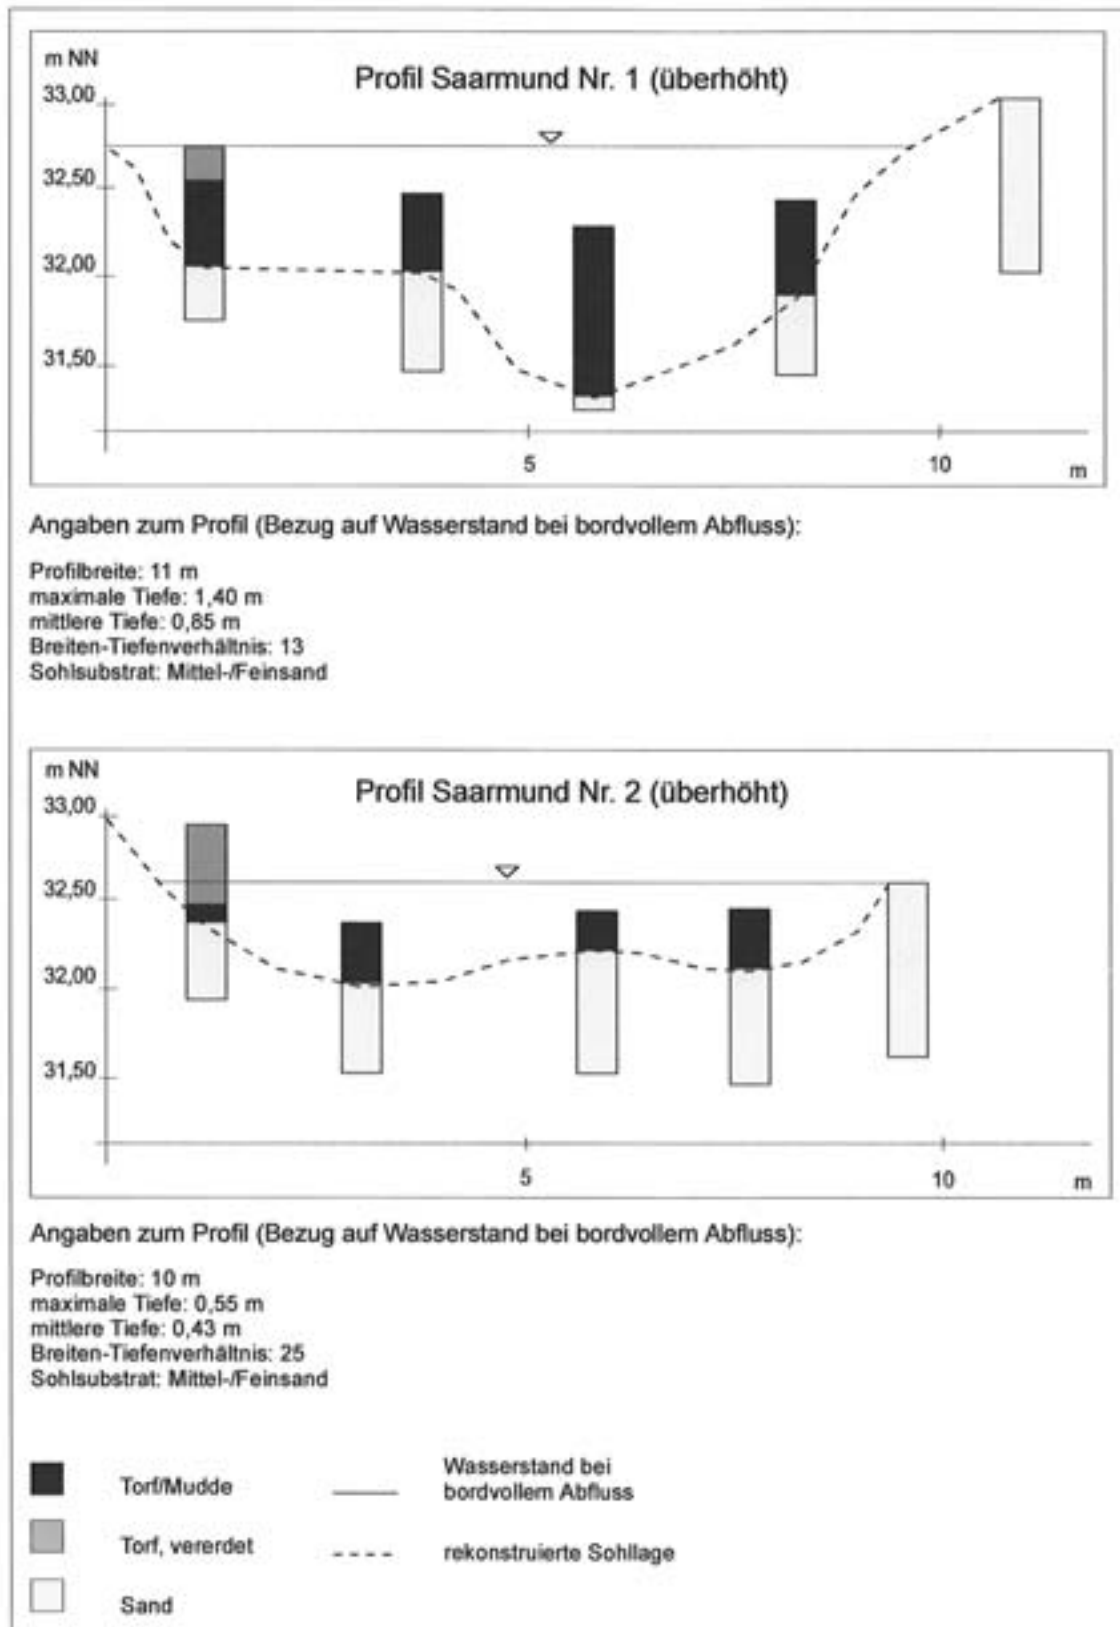 m NN
Profil Saarmund Nr. 1 (überhöht)
33,00
32,50
32,00
31,50
5
10
m
Angaben zum Profil (Bezug auf Wasserstand bei bordvollem Abfluss):
Profilbreite: 11 m
maximale Tiefe: 1,40 m
mittlere Tiefe: 0,85 m
Breiten-Tiefenverhältnis: 13
Sohlsubstrat: Mittel-/Feinsand
m NN
Profil Saarmund Nr. 2 (überhöht)
33,00
32,50
32,00
31,50
5
10
m
Angaben zum Profil (Bezug auf Wasserstand bei bordvollem Abfluss):
Profilbreite: 10 m
maximale Tiefe: 0,55 m
mittlere Tiefe: 0,43 m
Breiten-Tiefenverhältnis: 25
Sohlsubstrat: Mittel-/Feinsand
Torf/Mudde
Wasserstand bei
bordvollem Abfluss
Torf, vererdet
rekonstruierte Sohllage
Sand